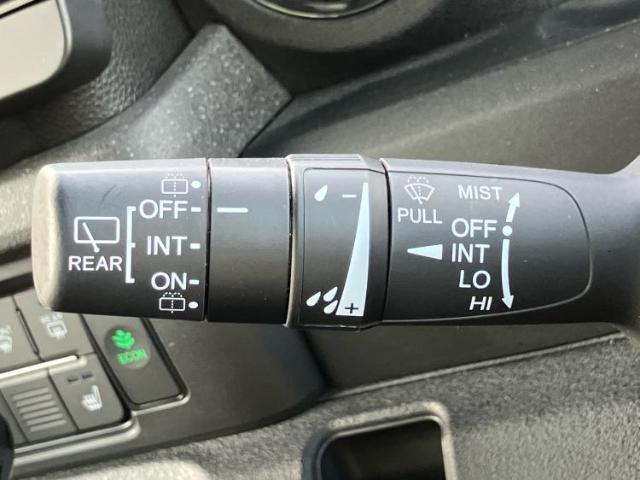 OFF
INT
ON
REAR
−
+
PULL
MIST
OFF
INT
LO
HI
ECON